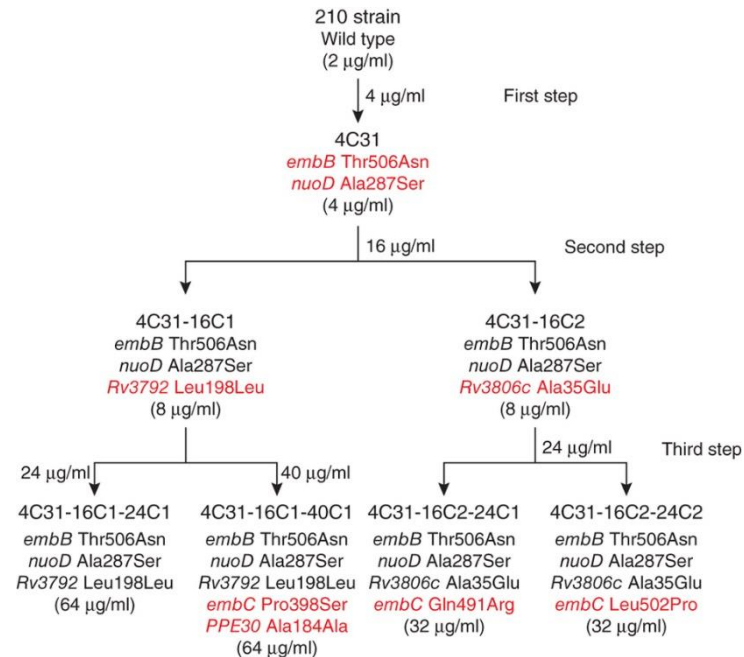 210 strain
Wild type
(2 μg/ml)
4 μg/ml
First step
4C31
embB Thr506Asn
nuoD Ala287Ser
(4 μg/ml)
16 μg/ml
Second step
4C31-16C1
embB Thr506Asn
nuoD Ala287Ser
Rv3792 Leu198Leu
(8 μg/ml)
4C31-16C2
embB Thr506Asn
nuoD Ala287Ser
Rv3806c Ala35Glu
(8 μg/ml)
24 μg/ml
40 μg/ml
24 μg/ml
Third step
4C31-16C1-24C1
embB Thr506Asn
nuoD Ala287Ser
Rv3792 Leu198Leu
(64 μg/ml)
4C31-16C1-40C1
embB Thr506Asn
nuoD Ala287Ser
Rv3792 Leu198Leu
embC Pro398Ser
PPE30 Ala184Ala
(64 μg/ml)
4C31-16C2-24C1
embB Thr506Asn
nuoD Ala287Ser
Rv3806c Ala35Glu
embC Gln491Arg
(32 μg/ml)
4C31-16C2-24C2
embB Thr506Asn
nuoD Ala287Ser
Rv3806c Ala35Glu
embC Leu502Pro
(32 μg/ml)